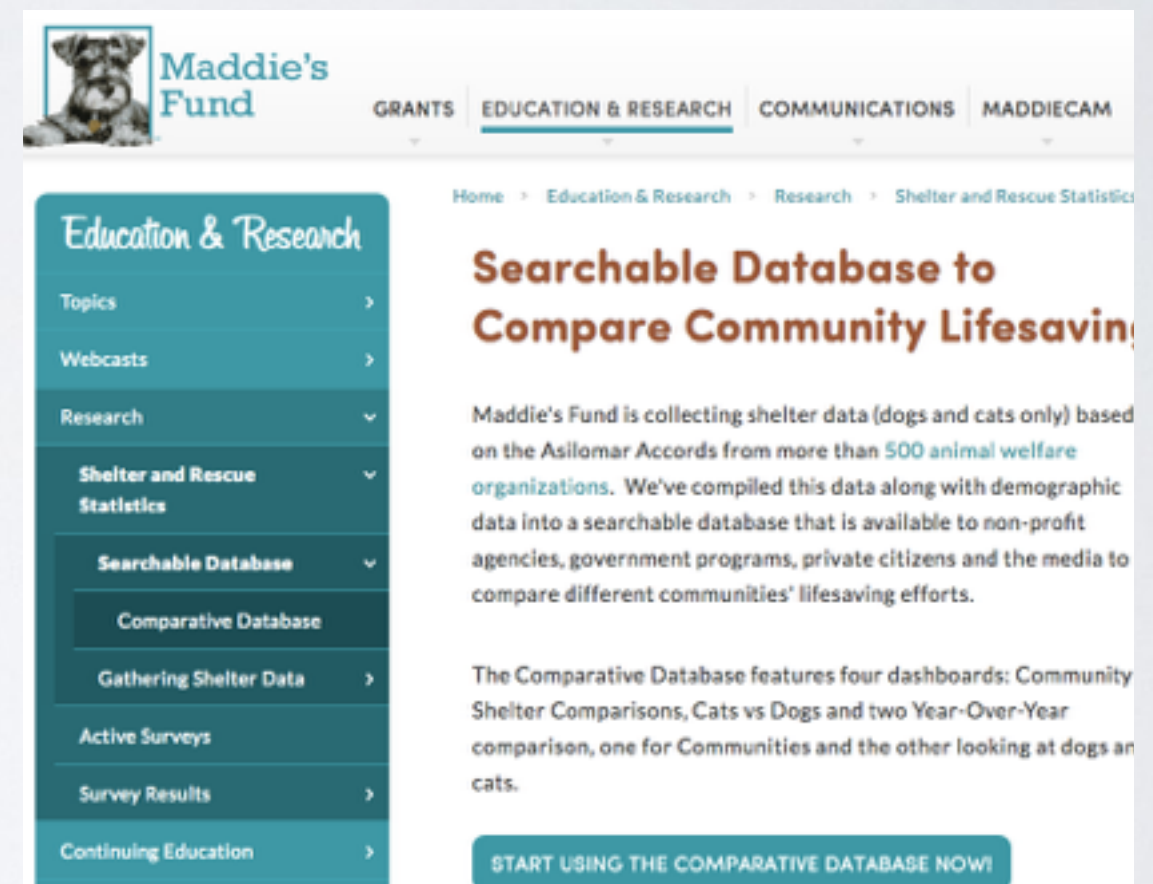 Maddie's
Fund
GRANTS EDUCATION & RESEARCH COMMUNICATIONS MADDIECAM
Home > Education & Research > Research > Shelter and Rescue Statistics
Education & Research
Topics
Webcasts
Research
Shelter and Rescue
Statistics
Searchable Database
Comparative Database
Gathering Shelter Data
Active Surveys
Survey Results
Continuing Education
Searchable Database to
Compare Community Lifesaving
Maddie's Fund is collecting shelter data (dogs and cats only) based
on the Asilomar Accords from more than 500 animal welfare
organizations. We've compiled this data along with demographic
data into a searchable database that is available to non-profit
agencies, government programs, private citizens and the media to
compare different communities' lifesaving efforts.
The Comparative Database features four dashboards: Community
Shelter Comparisons, Cats vs Dogs and two Year-Over-Year
comparison, one for Communities and the other looking at dogs an
cats.
START USING THE COMPARATIVE DATABASE NOW!